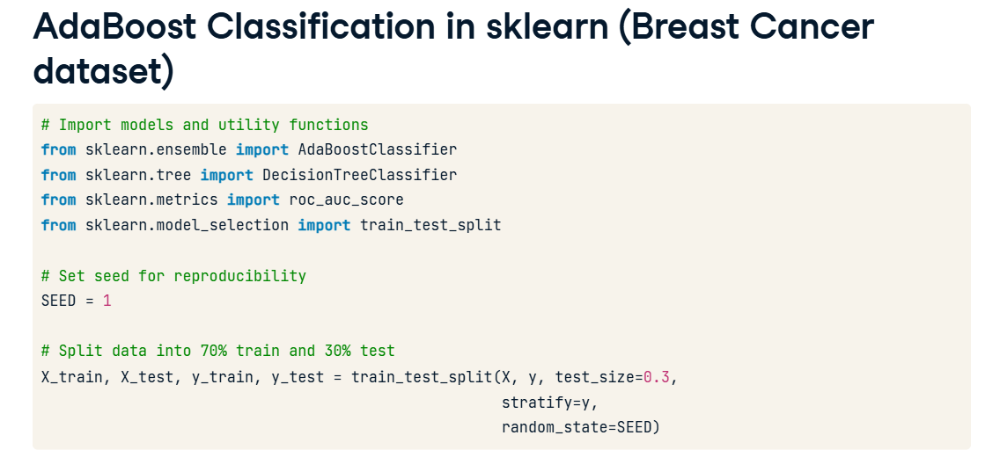 AdaBoost Classification in sklearn (Breast Cancer
dataset)
# Import models and utility functions
from sklearn.ensemble import AdaBoostClassifier
from sklearn.tree import DecisionTreeClassifier
from sklearn.metrics import roc_auc_score
from sklearn.model_selection import train_test_split
# Set seed for reproducibility
SEED = 1
# Split data into 70% train and 30% test
X_train, X_test, y_train, y_test = train_test_split(X, y, test_size=0.3,
stratify=y,
random_state=SEED)